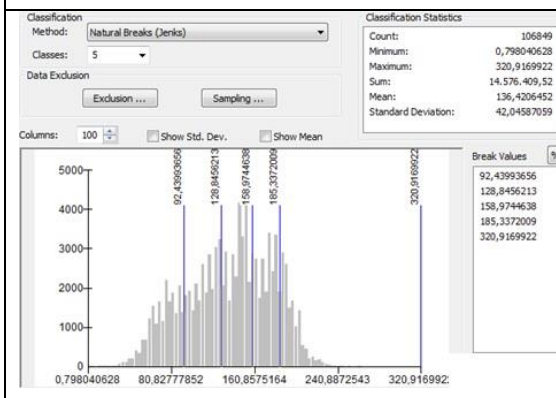 Classification
Method: Natural Breaks (Jenks)
Classes: 5
Data Exclusion
Exclusion ... Sampling ...
Classification Statistics
Count: 106849
Minimum: 0,798040628
Maximum: 320,9169922
Sum: 14.576.409,52
Mean: 136,4206452
Standard Deviation: 42,04587059
Columns: 100 Show Std. Dev. Show Mean
92,43993656
128,8456213
158,9744638
185,3372009
320,9169922
5000
4000
3000
2000
1000
0
0,798040628 80,82777852 160,8575164 240,8872543 320,9169922
Break Values %
92,43993656
128,8456213
158,9744638
185,3372009
320,9169922